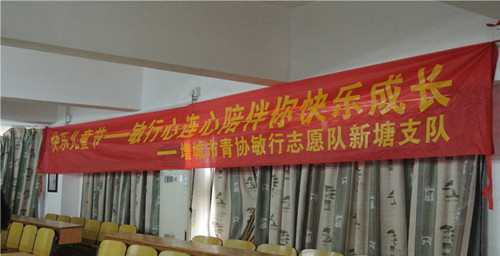 快乐儿童节——敏行心连心陪伴你快乐成长
——增城市青协敏行志愿队新塘支队